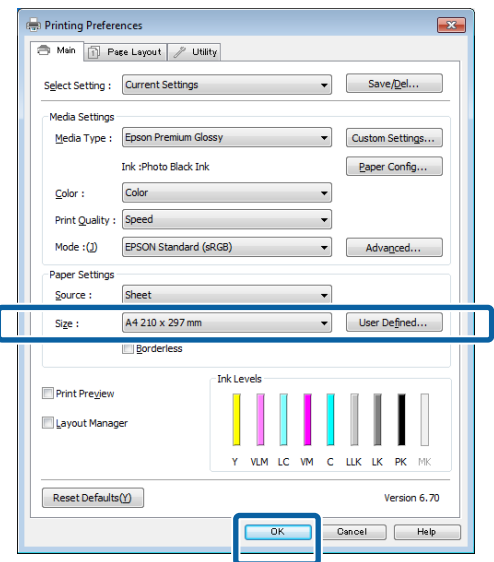 Printing Preferences
Main Page Layout Utility
Select Setting : Current Settings Save/Del...
Media Settings
Media Type : Epson Premium Glossy Custom Settings...
Ink :Photo Black Ink Paper Config...
Color : Color
Print Quality : Speed
Mode :(J) EPSON Standard (sRGB) Advanced...
Paper Settings
Source : Sheet
Size : A4 210 x 297 mm User Defined...
Borderless
Ink Levels
Print Preview
Layout Manager
Y VLM LC VM C LLK LK PK MK
Reset Defaults(Y) Version 6.70
OK Cancel Help